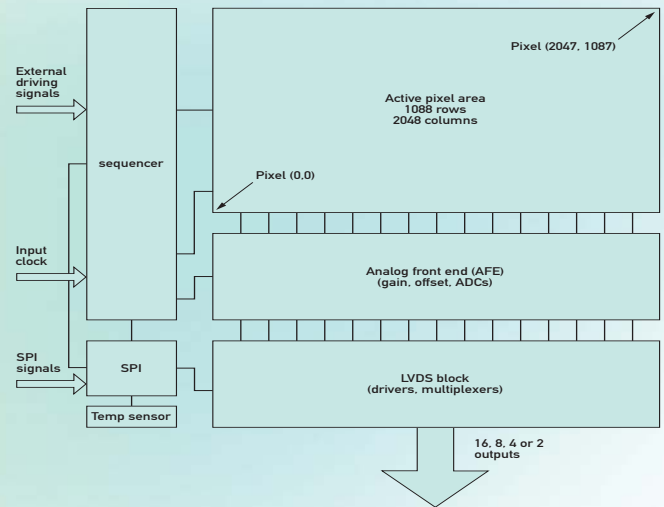 Pixel (2047, 1087)
External
driving
signals
Active pixel area
1088 rows
2048 columns
sequencer
Pixel (0,0)
Input
clock
Analog front end (AFE)
(gain, offset, ADCs)
SPI
signals
SPI
LVDS block
(drivers, multiplexers)
Temp sensor
16, 8, 4 or 2
outputs